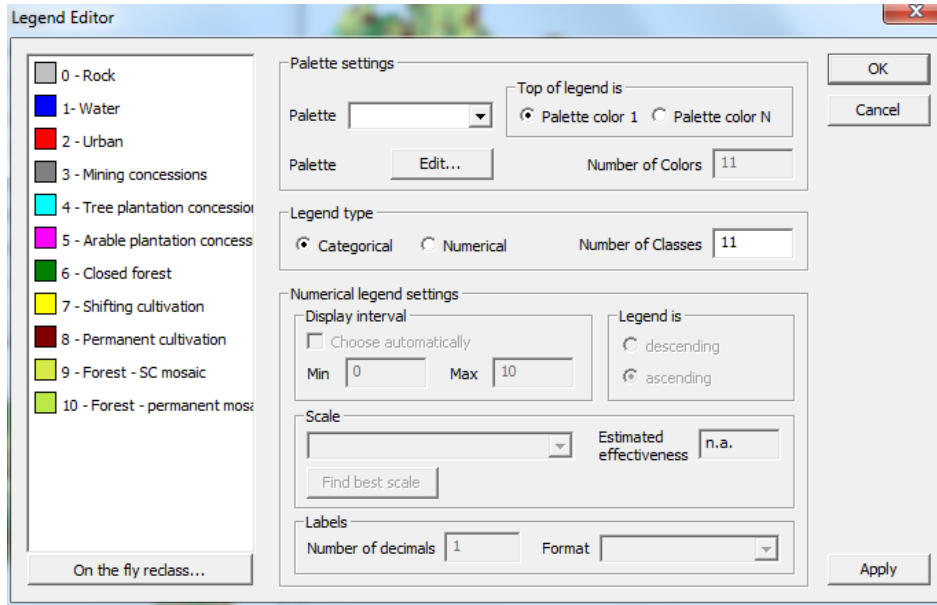 Legend Editor
0 - Rock
1- Water
2 - Urban
3 - Mining concessions
4 - Tree plantation concession
5 - Arable plantation concess
6 - Closed forest
7 - Shifting cultivation
8 - Permanent cultivation
9 - Forest - SC mosaic
10 - Forest - permanent mosa
On the fly reclass...
Palette settings
Palette
Top of legend is
Palette color 1 Palette color N
Palette Edit... Number of Colors 11
Legend type
Categorical Numerical Number of Classes 11
Numerical legend settings
Display interval
Choose automatically
Min 0 Max 10
Legend is
descending
ascending
Scale
Estimated effectiveness n.a.
Find best scale
Labels
Number of decimals 1 Format
OK
Cancel
Apply